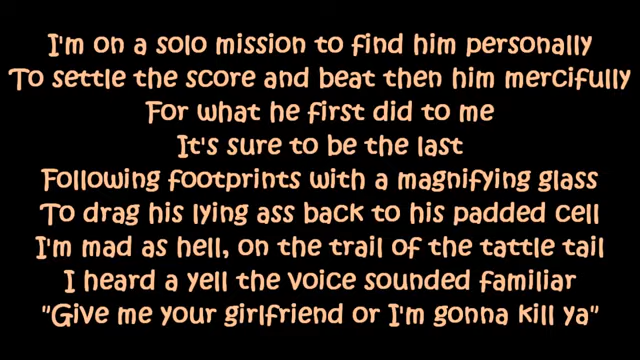 I'm on a solo mission to find him personally
To settle the score and beat then him mercifully
For what he first did to me
It's sure to be the last
Following footprints with a magnifying glass
To drag his lying ass back to his padded cell
I'm mad as hell, on the trail of the tattle tail
I heard a yell the voice sounded familiar
"Give me your girlfriend or I'm gonna kill ya"